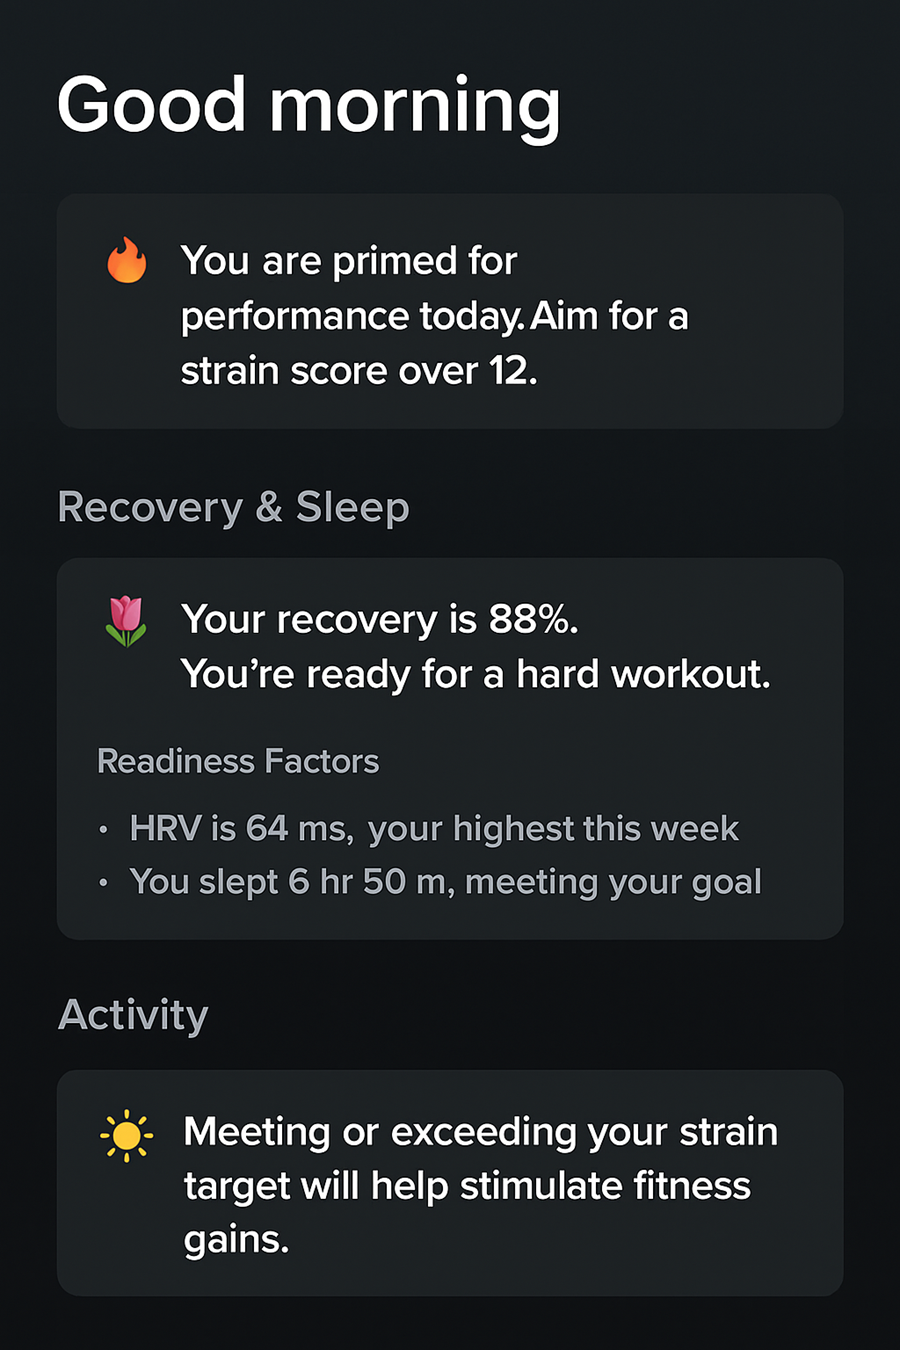 Good morning
You are primed for
performance today. Aim for a
strain score over 12.
Recovery & Sleep
Your recovery is 88%.
You’re ready for a hard workout.
Readiness Factors
• HRV is 64 ms, your highest this week
• You slept 6 hr 50 m, meeting your goal
Activity
Meeting or exceeding your strain
target will help stimulate fitness
gains.